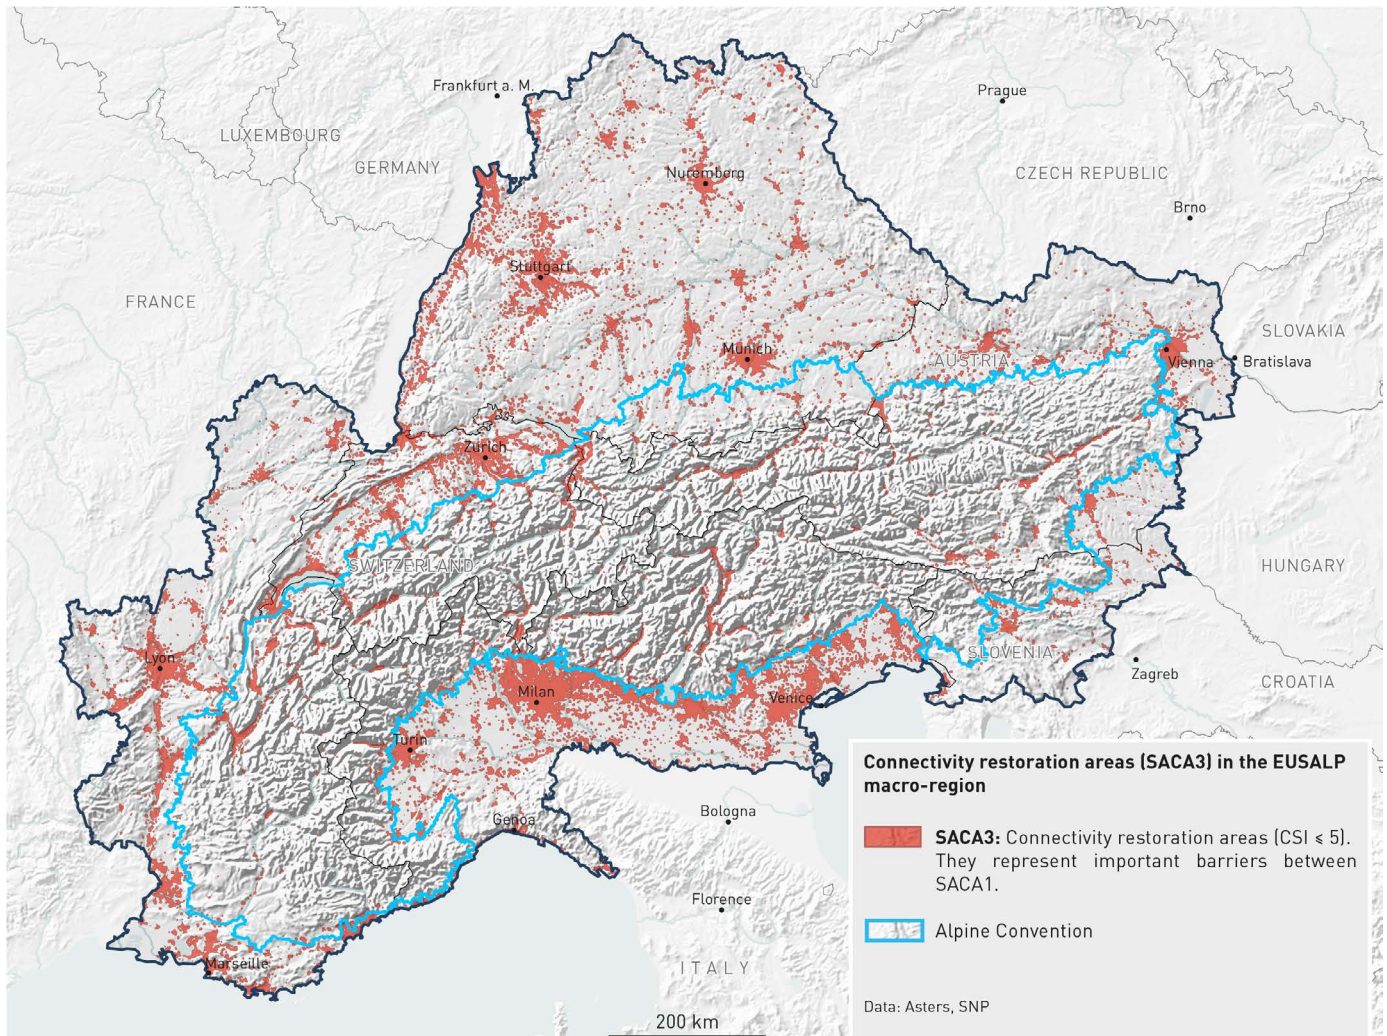 Frankfurt a. M.
Prague
LUXEMBOURG
GERMANY
CZECH REPUBLIC
Nuremberg
Brno
Stuttgart
FRANCE
SLOVAKIA
Munich
AUSTRIA
Vienna
Bratislava
Zürich
SWITZERLAND
HUNGARY
Lyon
SLOVENIA
Zagreb
CROATIA
Milan
Venice
Turin
Genoa
Bologna
Florence
Marseille
ITALY
200 km
Connectivity restoration areas (SACA3) in the EUSALP
macro-region
SACA3: Connectivity restoration areas (CSI ⩽ 5).
They represent important barriers between
SACA1.
Alpine Convention
Data: Asters, SNP